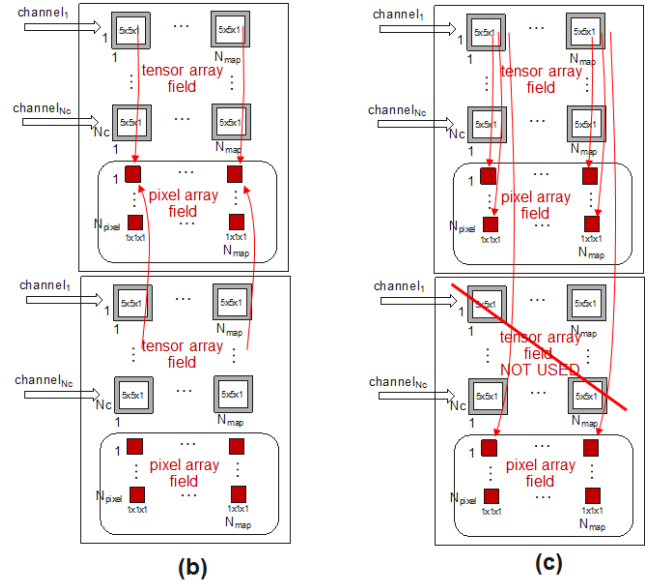 channel1
5x5x1 ... 5x5x1
1
1 Nmap
tensor array
field
channelNc
5x5x1 ... 5x5x1
Nc
1 Nmap
1 ...
pixel array
field
Npixel ...
1x1x1 1x1x1
Nmap
channel1
5x5x1 ... 5x5x1
1
1 Nmap
tensor array
field
channelNc
5x5x1 ... 5x5x1
Nc
1 Nmap
1 ...
pixel array
field
Npixel ...
1x1x1 1x1x1
Nmap
(b)
channel1
5x5x1 ... 5x5x1
1
1 Nmap
tensor array
field
channelNc
5x5x1 ... 5x5x1
Nc
1 Nmap
1 ...
pixel array
field
Npixel ...
1x1x1 1x1x1
Nmap
channel1
5x5x1 ... 5x5x1
1
1 Nmap
tensor array
field
NOT USED
channelNc
5x5x1 ... 5x5x1
Nc
1 Nmap
1 ...
pixel array
field
Npixel ...
1x1x1 1x1x1
Nmap
(c)